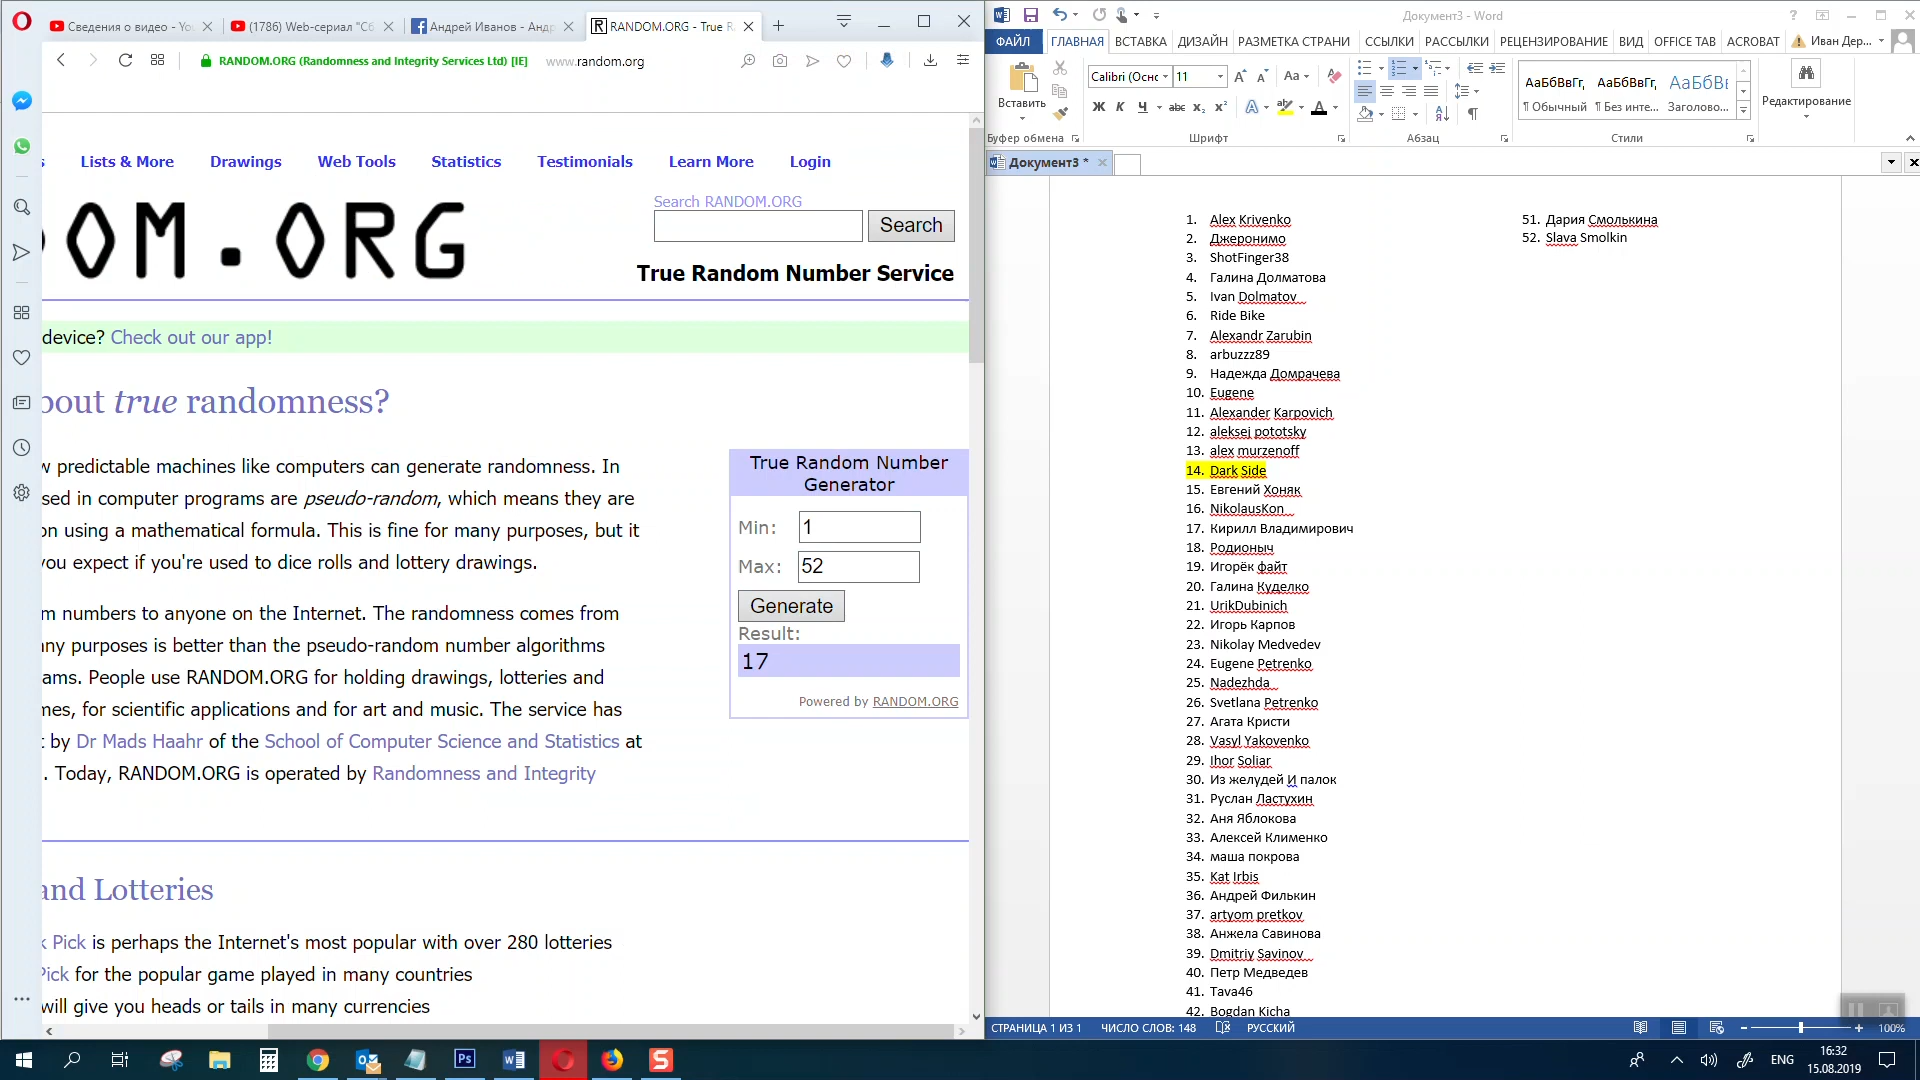 Сведения о видео - You
(1786) Web-сериал "Сб
Андрей Иванов - Андр
RANDOM.ORG - True R
RANDOM.ORG (Randomness and Integrity Services Ltd) [IE]
www.random.org
s
Lists & More
Drawings
Web Tools
Statistics
Testimonials
Learn More
Login
OM.ORG
Search RANDOM.ORG
Search
True Random Number Service
device? Check out our app!
bout true randomness?
w predictable machines like computers can generate randomness. In
sed in computer programs are pseudo-random, which means they are
on using a mathematical formula. This is fine for many purposes, but it
you expect if you're used to dice rolls and lottery drawings.
m numbers to anyone on the Internet. The randomness comes from
ny purposes is better than the pseudo-random number algorithms
ams. People use RANDOM.ORG for holding drawings, lotteries and
mes, for scientific applications and for art and music. The service has
t by Dr Mads Haahr of the School of Computer Science and Statistics at
. Today, RANDOM.ORG is operated by Randomness and Integrity
True Random Number
Generator
Min: 1
Max: 52
Generate
Result:
17
Powered by RANDOM.ORG
and Lotteries
k Pick is perhaps the Internet's most popular with over 280 lotteries
Pick for the popular game played in many countries
will give you heads or tails in many currencies
Документ3 - Word
ФАЙЛ
ГЛАВНАЯ
ВСТАВКА
ДИЗАЙН
РАЗМЕТКА СТРАНИ
ССЫЛКИ
РАССЫЛКИ
РЕЦЕНЗИРОВАНИЕ
ВИД
OFFICE TAB
ACROBAT
Иван Дер...
Вставить
Calibri (Осно
11
Ж К Ч abc x₂ x²
АаБбВвГг,
АаБбВвГг,
АаБбВв
¶ Обычный
¶ Без инте...
Заголово...
Редактирование
Буфер обмена
Шрифт
Абзац
Стили
Документ3 *
1. Alex Krivenko
2. Джеронимо
3. ShotFinger38
4. Галина Долматова
5. Ivan Dolmatov
6. Ride Bike
7. Alexandr Zarubin
8. arbuzzz89
9. Надежда Домрачева
10. Eugene
11. Alexander Karpovich
12. aleksej pototsky
13. alex murzenoff
14. Dark Side
15. Евгений Хоняк
16. NikolausKon
17. Кирилл Владимирович
18. Родионыч
19. Игорёк файт
20. Галина Куделко
21. UrikDubinich
22. Игорь Карпов
23. Nikolay Medvedev
24. Eugene Petrenko
25. Nadezhda
26. Svetlana Petrenko
27. Агата Кристи
28. Vasyl Yakovenko
29. Ihor Soliar
30. Из желудей И палок
31. Руслан Ластухин
32. Аня Яблокова
33. Алексей Клименко
34. маша покрова
35. Kat Irbis
36. Андрей Филькин
37. artyom pretkov
38. Анжела Савинова
39. Dmitriy Savinov
40. Петр Медведев
41. Tava46
42. Bogdan Kicha
51. Дария Смолькина
52. Slava Smolkin
СТРАНИЦА 1 ИЗ 1
ЧИСЛО СЛОВ: 148
РУССКИЙ
100%
ENG
16:32
15.08.2019